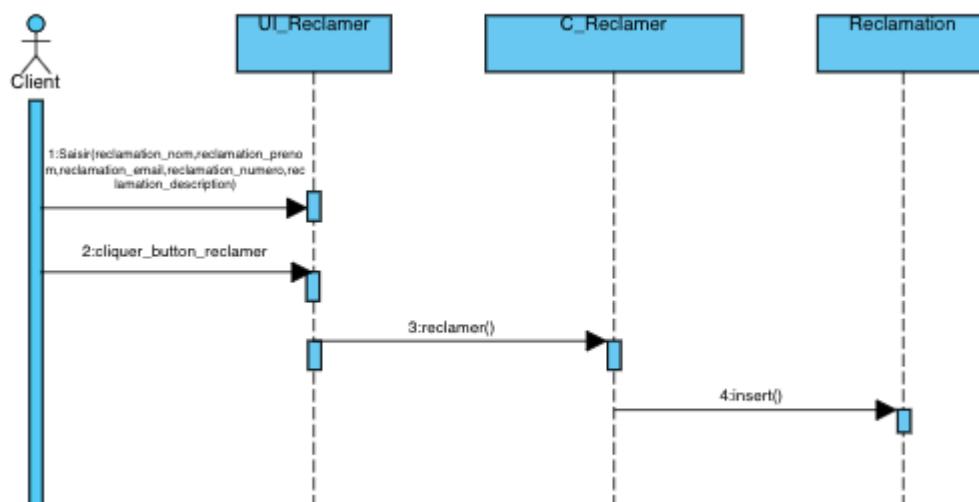 UI_Reclamer
C_Reclamer
Reclamation
Client
1:Saisir(reclamation_nom,reclamation_preno
m,reclamation_email,reclamation_numero,rec
lamation_description)
2:cliquer_button_reclamer
3:reclamer()
4:insert()